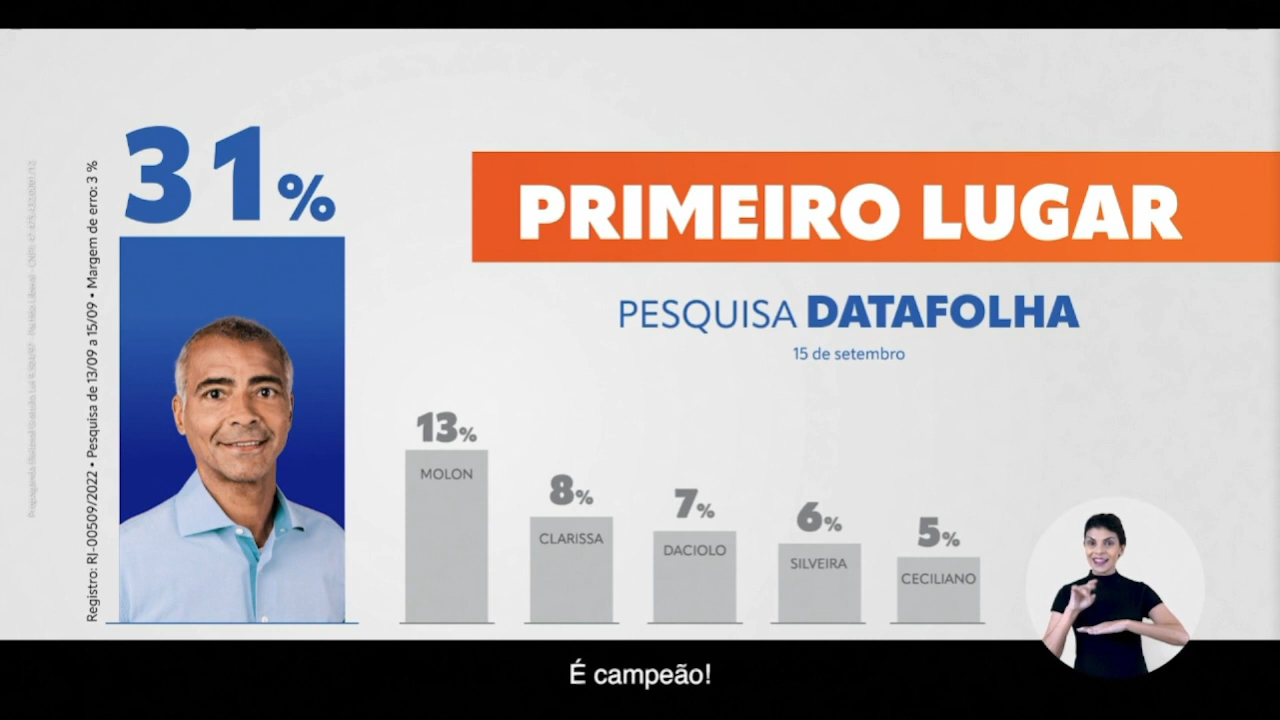 31%
PRIMEIRO LUGAR
PESQUISA DATAFOLHA
15 de setembro
13%
MOLON
8%
CLARISSA
7%
DACIOLO
6%
SILVEIRA
5%
CECILIANO
Registro: RJ-00509/2022 • Pesquisa de 13/09 a 15/09 • Margem de erro: 3 %
É campeão!